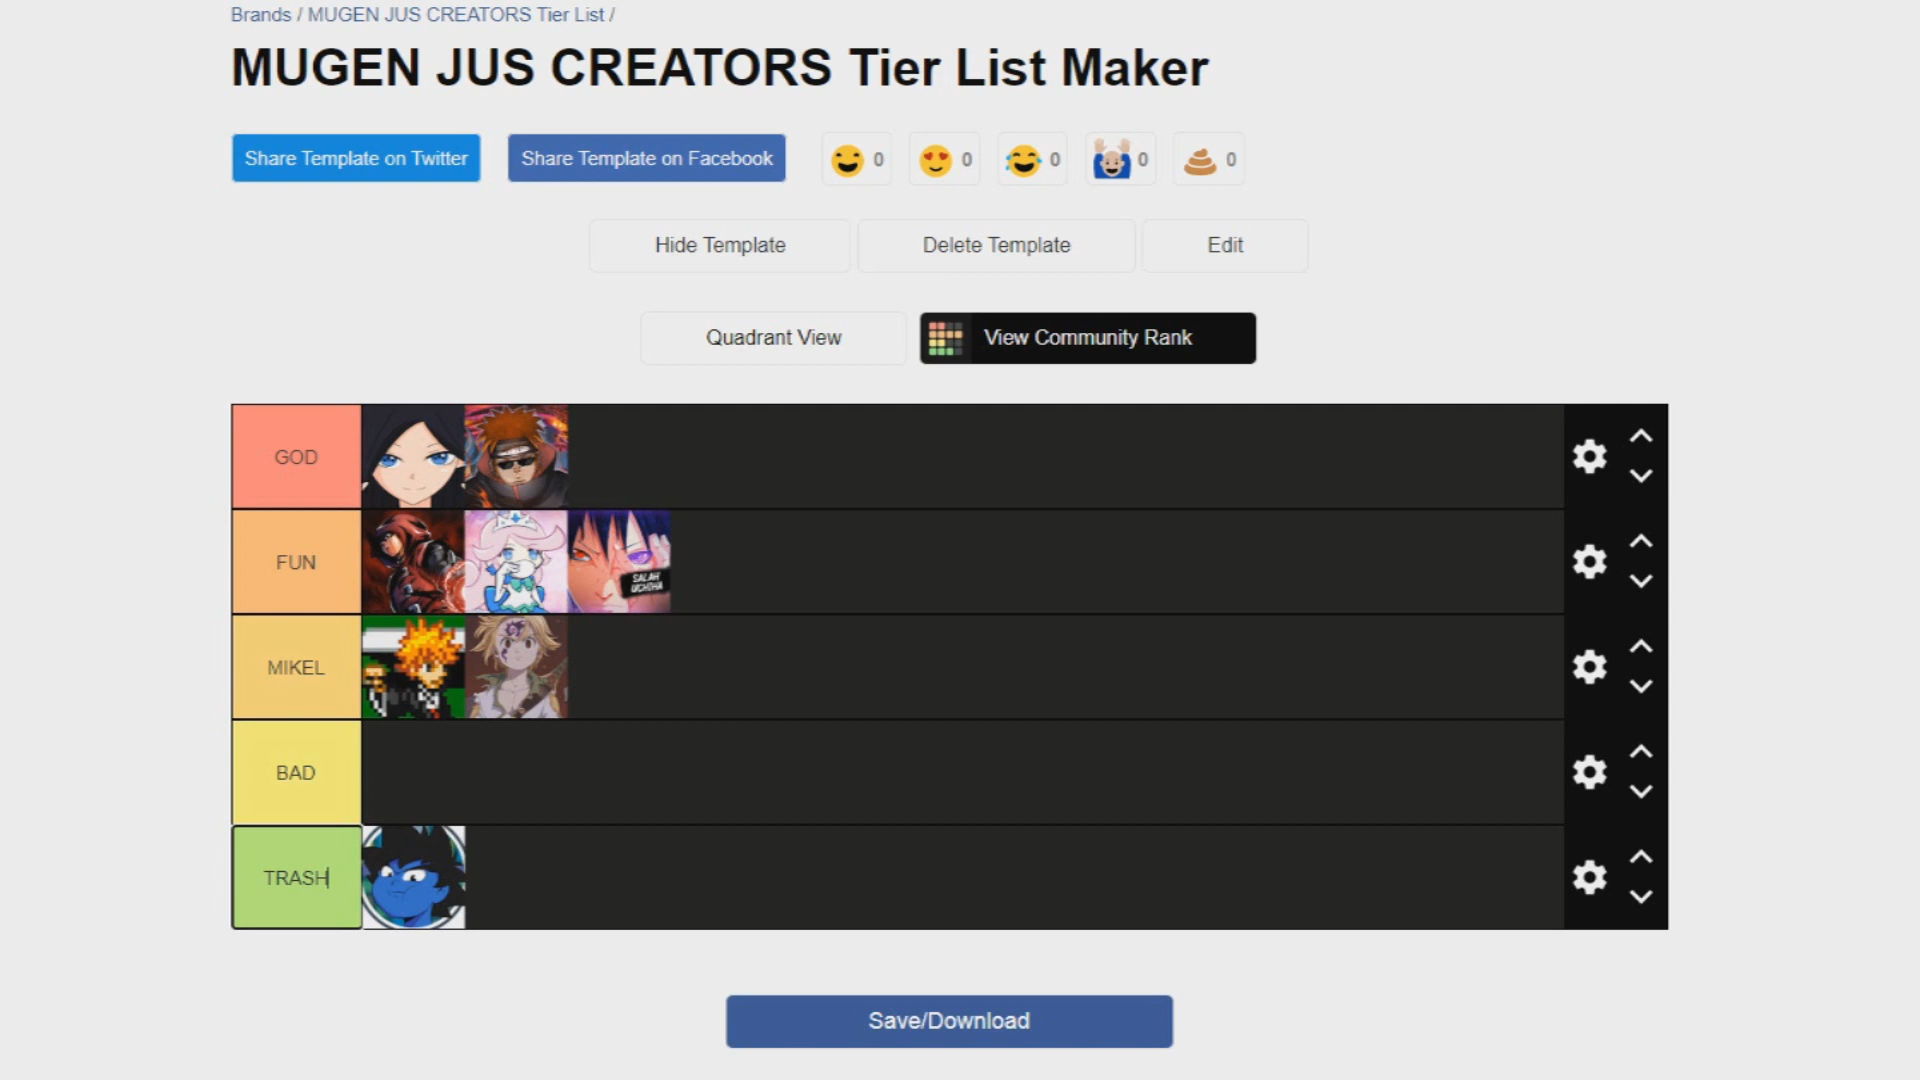 Brands / MUGEN JUS CREATORS Tier List /
MUGEN JUS CREATORS Tier List Maker
Share Template on Twitter
Share Template on Facebook
0
0
0
0
0
Hide Template
Delete Template
Edit
Quadrant View
View Community Rank
GOD
FUN
SALAH
UCHIHA
MIKEL
BAD
TRASH
Save/Download